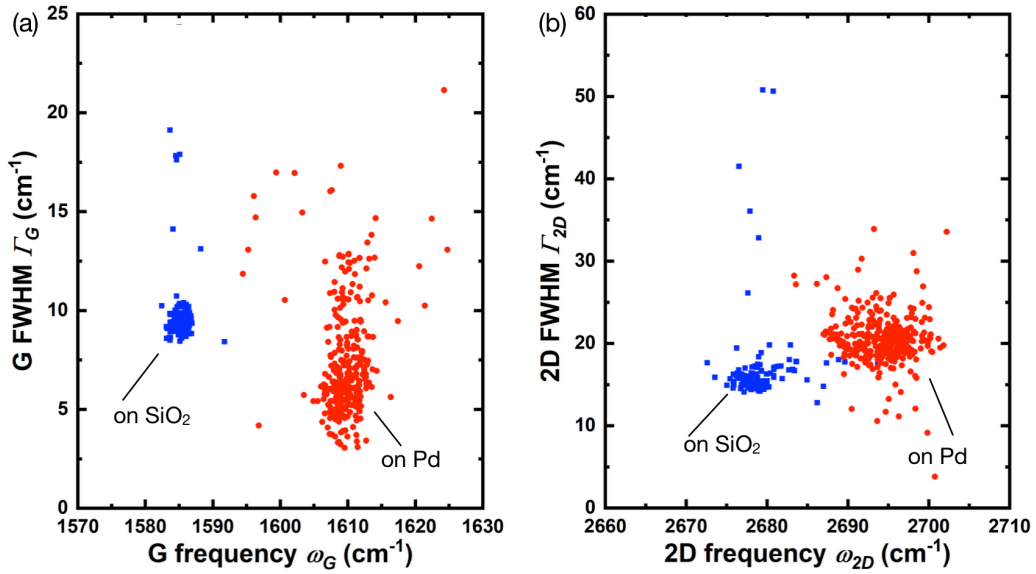 (a)
25
20
15
10
5
0
G FWHM Γ_G (cm⁻¹)
on SiO₂
on Pd
1570 1580 1590 1600 1610 1620 1630
G frequency ω_G (cm⁻¹)
(b)
60
50
40
30
20
10
0
2D FWHM Γ_2D (cm⁻¹)
on SiO₂
on Pd
2660 2670 2680 2690 2700 2710
2D frequency ω_2D (cm⁻¹)